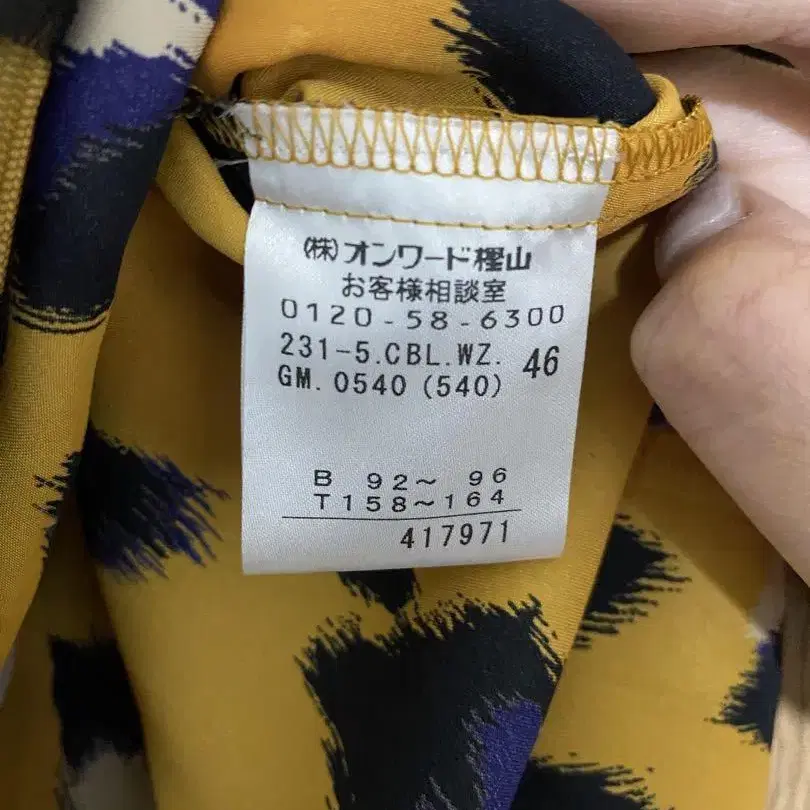 (株)オンワード樫山
お客様相談室
0120-58-6300
231-5.CBL.WZ. 46
GM. 0540 (540)
B 92～ 96
T158～164
417971